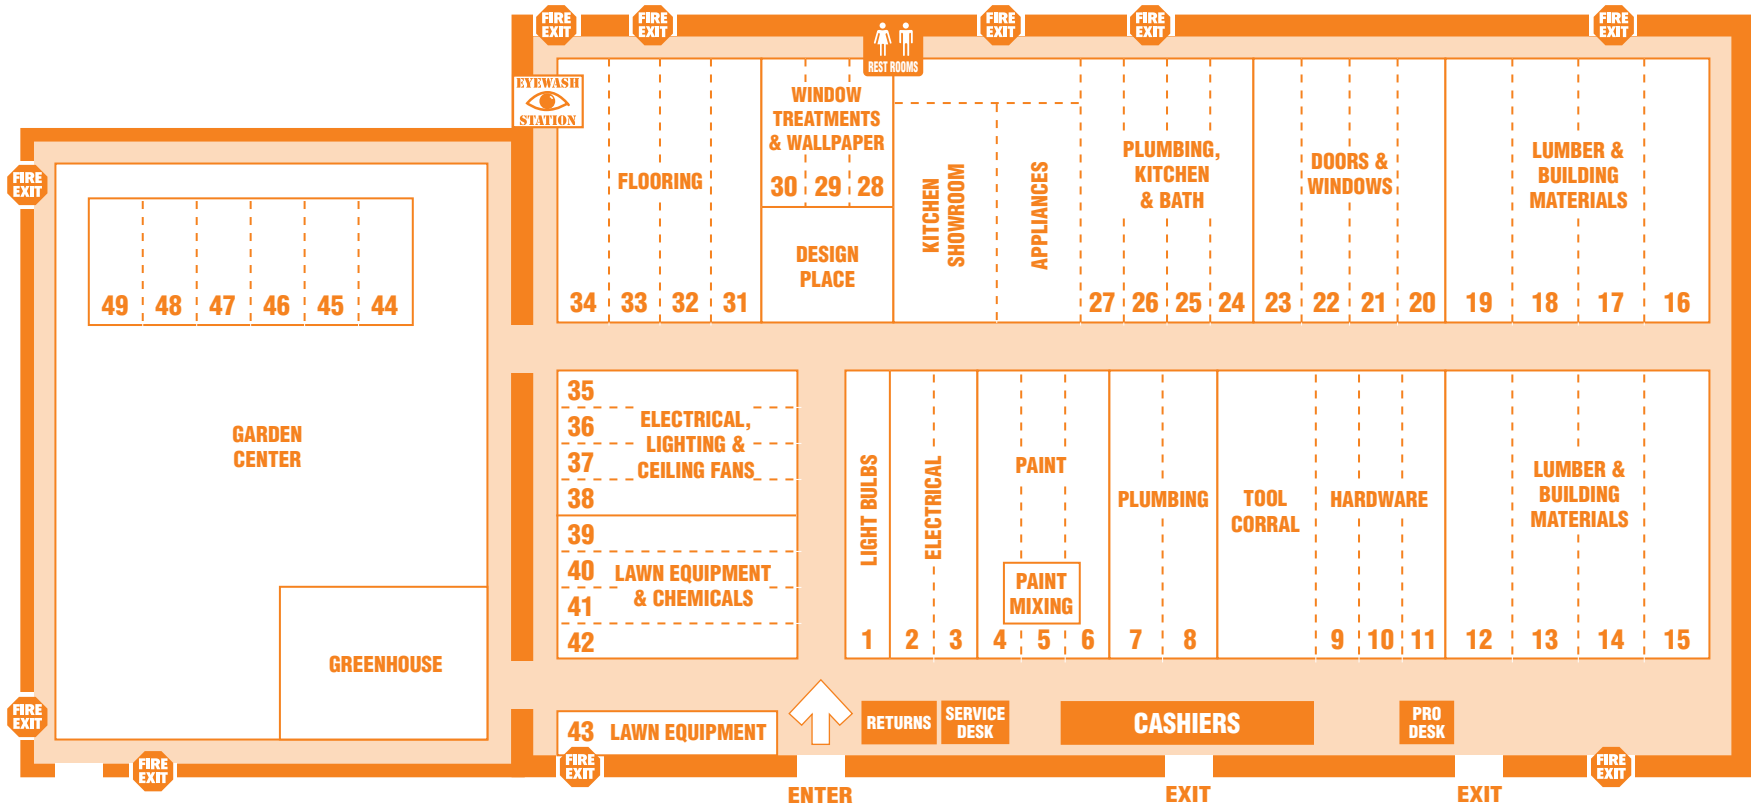 FIRE
EXIT
FIRE
EXIT
FIRE
EXIT
FIRE
EXIT
FIRE
EXIT
REST ROOMS
EYEWASH
STATION
WINDOW
TREATMENTS
& WALLPAPER
30 29 28
FLOORING
DESIGN
PLACE
KITCHEN
SHOWROOM
APPLIANCES
PLUMBING,
KITCHEN
& BATH
DOORS &
WINDOWS
LUMBER &
BUILDING
MATERIALS
34 33 32 31
27 26 25 24 23 22 21 20 19 18 17 16
FIRE
EXIT
49 48 47 46 45 44
GARDEN
CENTER
GREENHOUSE
FIRE
EXIT
FIRE
EXIT
35
36
37
38
ELECTRICAL,
LIGHTING &
CEILING FANS
39
40
41
42
LAWN EQUIPMENT
& CHEMICALS
43 LAWN EQUIPMENT
LIGHT BULBS
ELECTRICAL
PAINT
PAINT
MIXING
PLUMBING
TOOL
CORRAL
HARDWARE
LUMBER &
BUILDING
MATERIALS
1 2 3 4 5 6 7 8 9 10 11 12 13 14 15
RETURNS
SERVICE
DESK
CASHIERS
PRO
DESK
FIRE
EXIT
FIRE
EXIT
ENTER
EXIT
EXIT